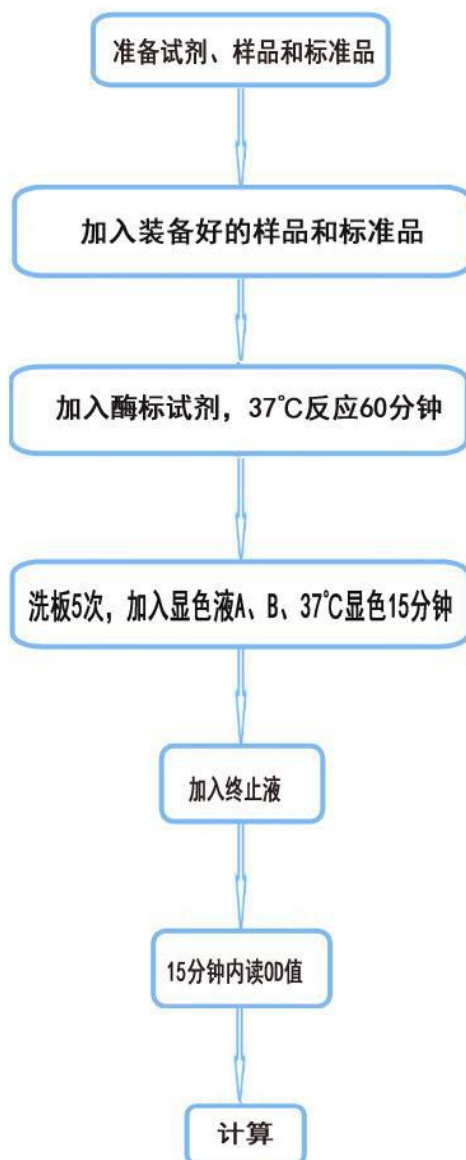 准备试剂、样品和标准品
加入装备好的样品和标准品
加入酶标试剂，37℃反应60分钟
洗板5次，加入显色液A、B、37℃显色15分钟
加入终止液
15分钟内读OD值
计算